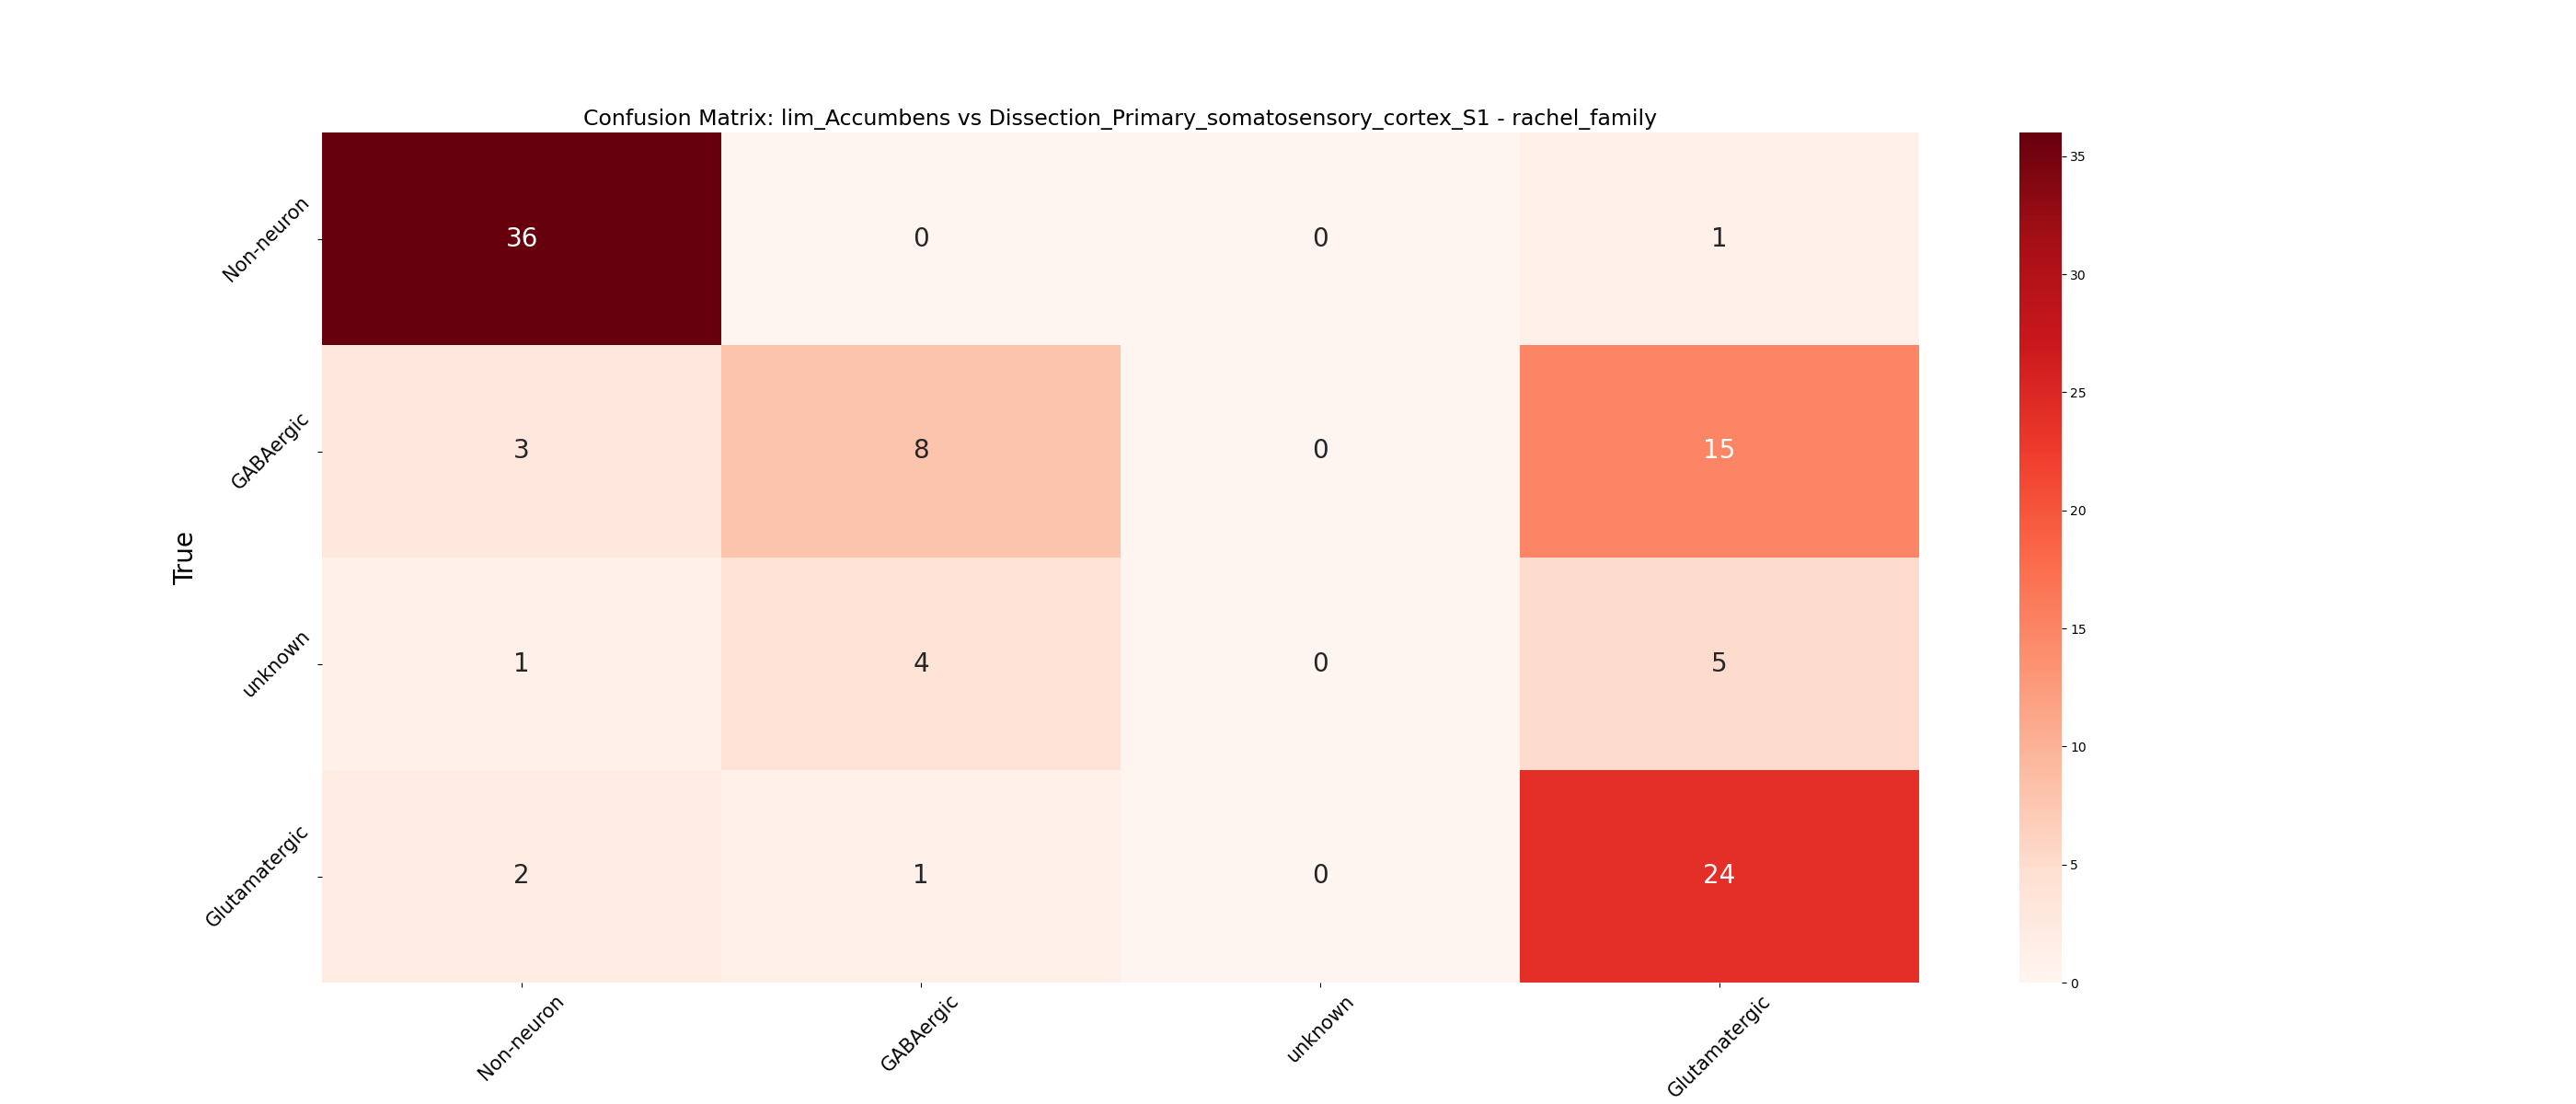 Confusion Matrix: lim_Accumbens vs Dissection_Primary_somatosensory_cortex_S1 - rachel_family
True
Non-neuron
36
0
0
1
GABAergic
3
8
0
15
unknown
1
4
0
5
Glutamatergic
2
1
0
24
Non-neuron
GABAergic
unknown
Glutamatergic
35
30
25
20
15
10
5
0